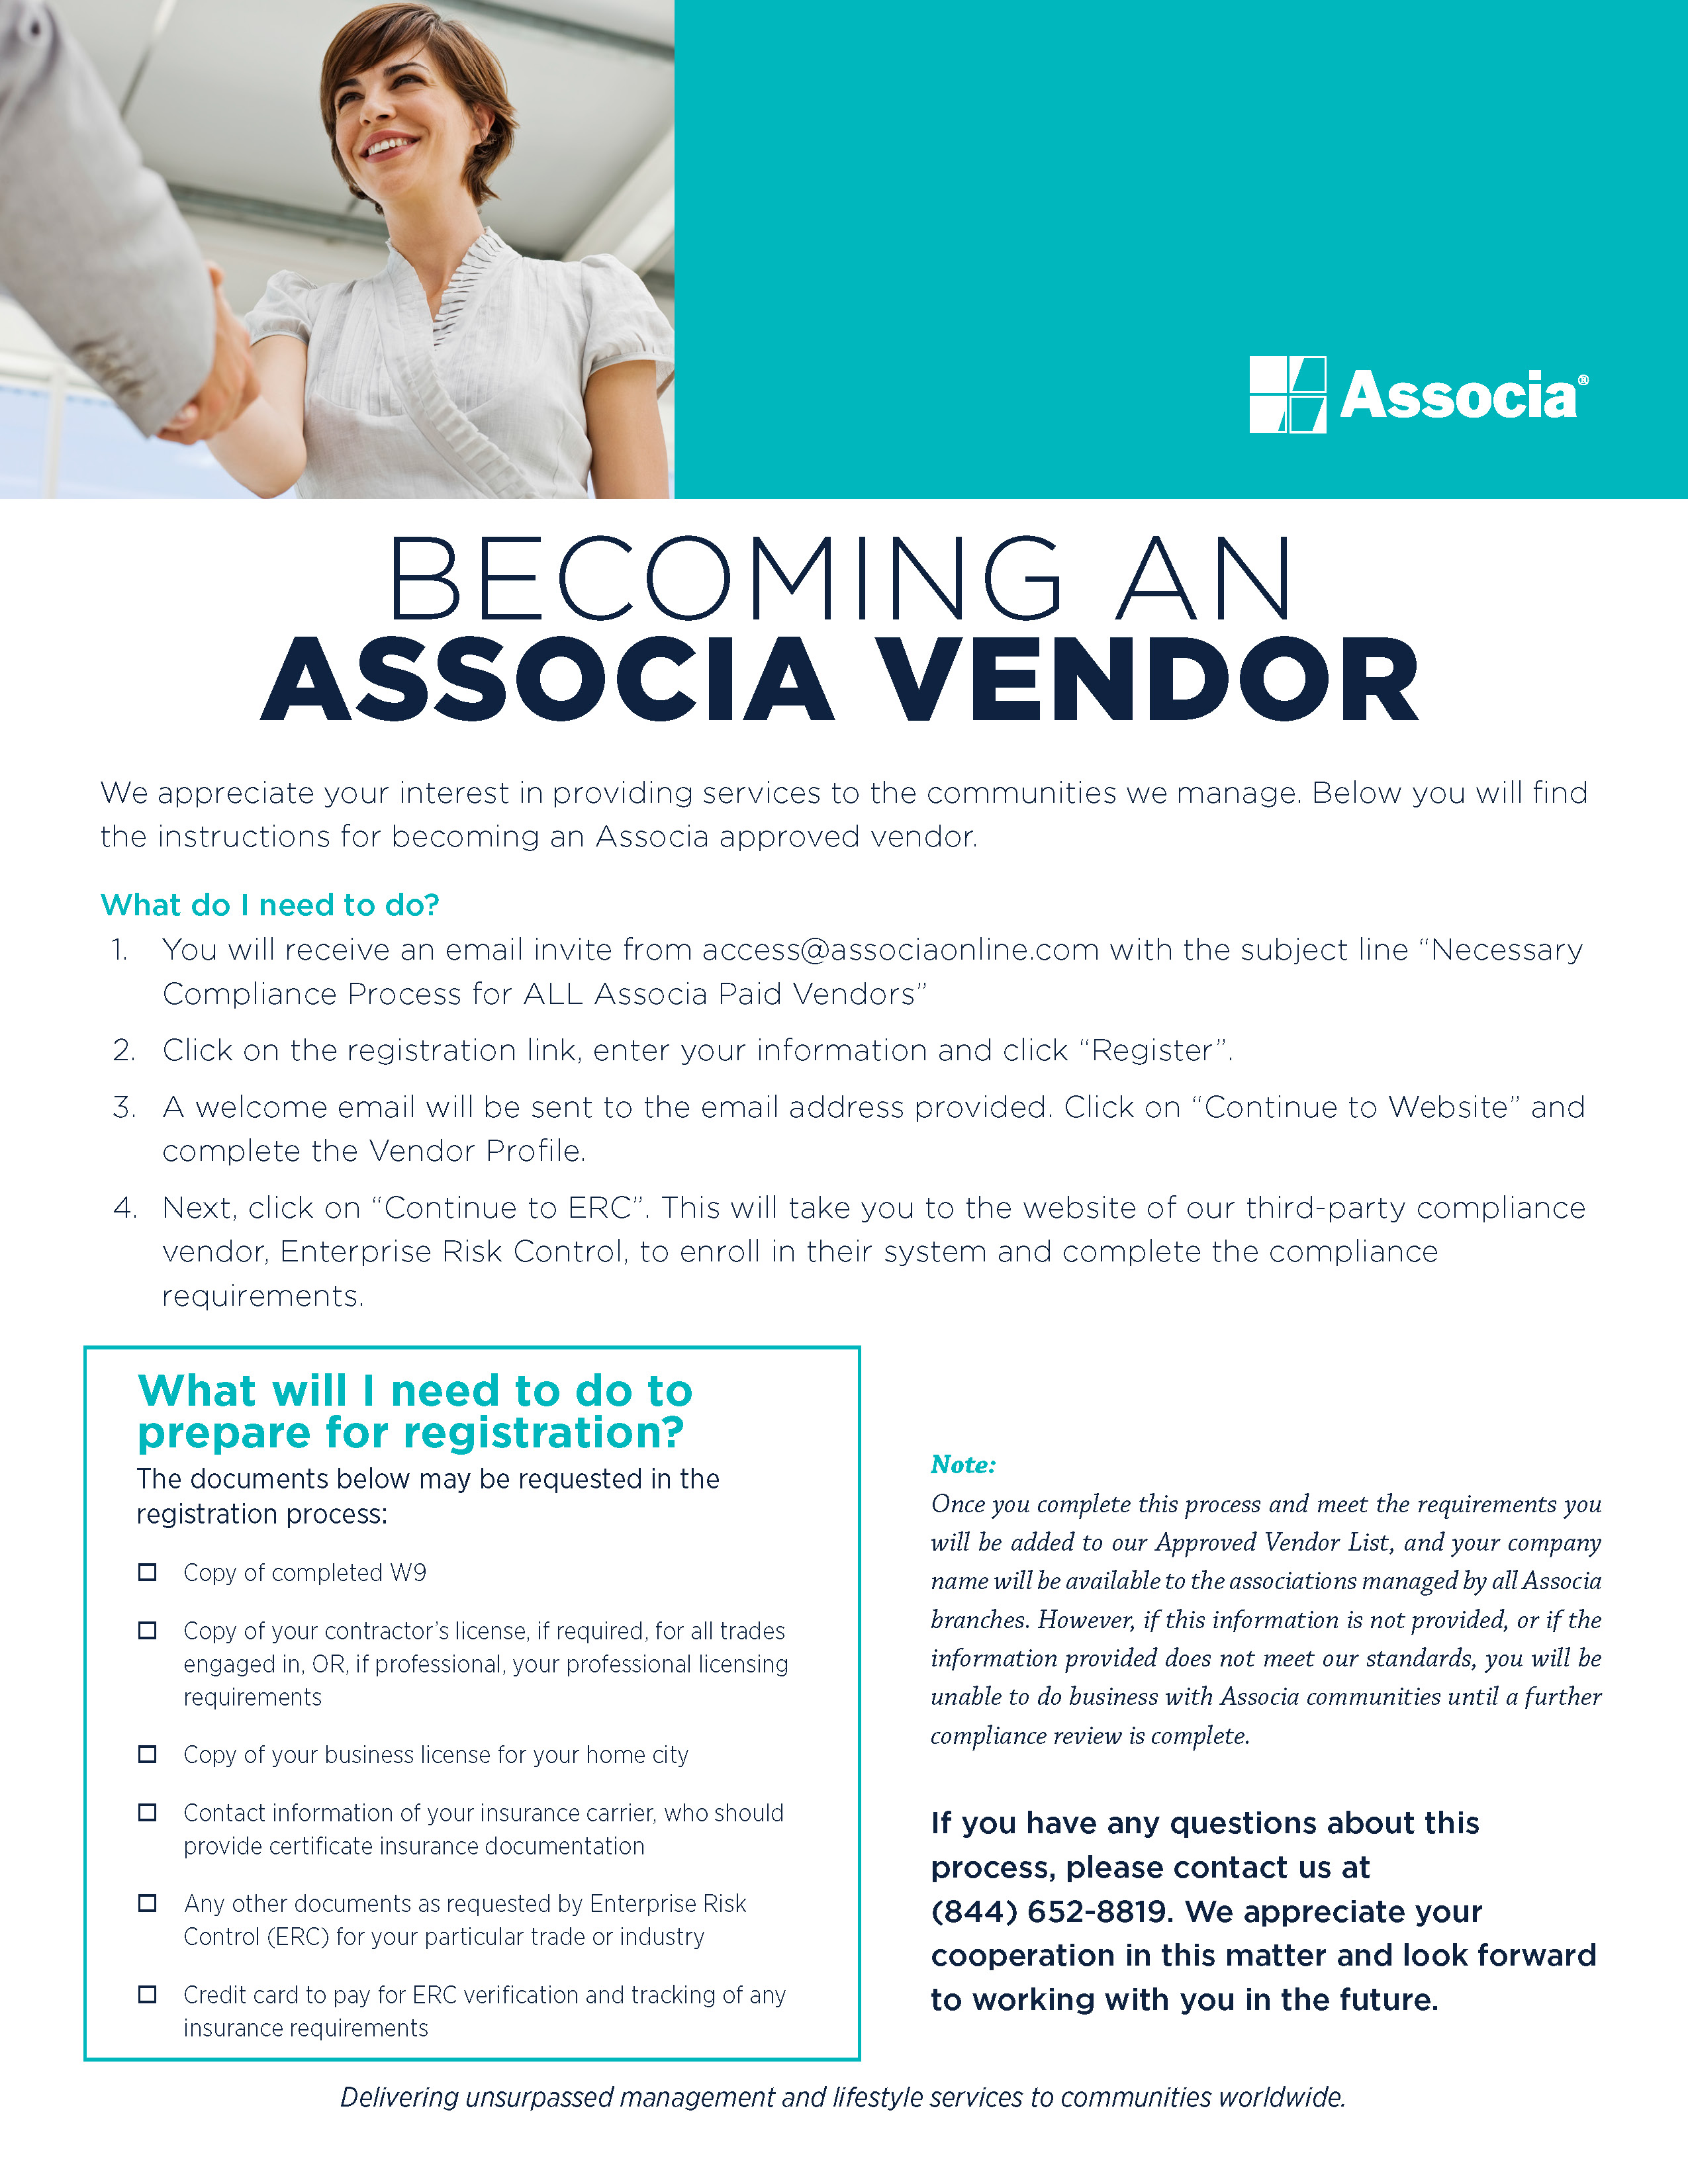 Associa®
BECOMING AN
ASSOCIA VENDOR
We appreciate your interest in providing services to the communities we manage. Below you will find
the instructions for becoming an Associa approved vendor.
What do I need to do?
1. You will receive an email invite from access@associaonline.com with the subject line “Necessary
Compliance Process for ALL Associa Paid Vendors”
2. Click on the registration link, enter your information and click “Register”.
3. A welcome email will be sent to the email address provided. Click on “Continue to Website” and
complete the Vendor Profile.
4. Next, click on “Continue to ERC”. This will take you to the website of our third-party compliance
vendor, Enterprise Risk Control, to enroll in their system and complete the compliance
requirements.
What will I need to do to
prepare for registration?
The documents below may be requested in the
registration process:
☐ Copy of completed W9
☐ Copy of your contractor’s license, if required, for all trades
engaged in, OR, if professional, your professional licensing
requirements
☐ Copy of your business license for your home city
☐ Contact information of your insurance carrier, who should
provide certificate insurance documentation
☐ Any other documents as requested by Enterprise Risk
Control (ERC) for your particular trade or industry
☐ Credit card to pay for ERC verification and tracking of any
insurance requirements
Note:
Once you complete this process and meet the requirements you
will be added to our Approved Vendor List, and your company
name will be available to the associations managed by all Associa
branches. However, if this information is not provided, or if the
information provided does not meet our standards, you will be
unable to do business with Associa communities until a further
compliance review is complete.
If you have any questions about this
process, please contact us at
(844) 652-8819. We appreciate your
cooperation in this matter and look forward
to working with you in the future.
Delivering unsurpassed management and lifestyle services to communities worldwide.